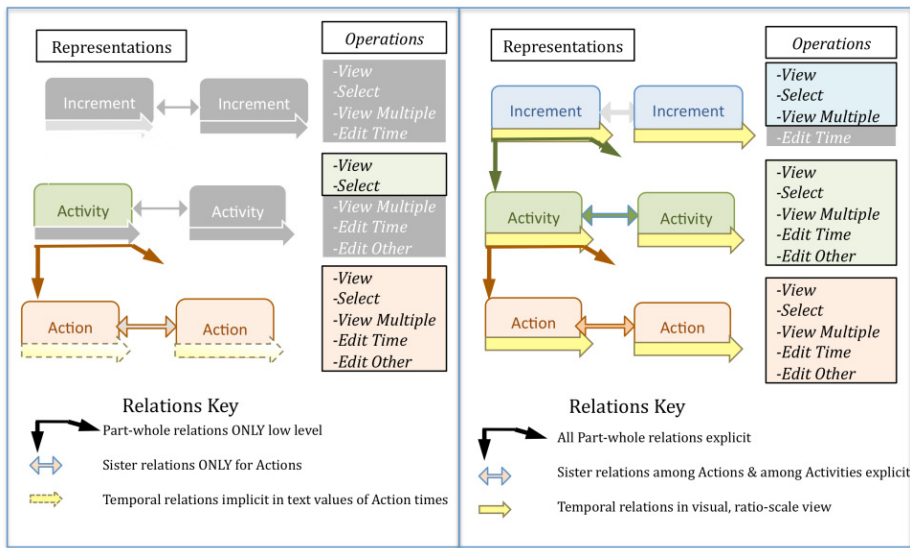 Representations
Operations
Increment
Increment
-View
-Select
-View Multiple
-Edit Time
Activity
Activity
-View
-Select
-View Multiple
-Edit Time
-Edit Other
Action
Action
-View
-Select
-View Multiple
-Edit Time
-Edit Other
Relations Key
Part-whole relations ONLY low level
Sister relations ONLY for Actions
Temporal relations implicit in text values of Action times
Representations
Operations
Increment
Increment
-View
-Select
-View Multiple
-Edit Time
Activity
Activity
-View
-Select
-View Multiple
-Edit Time
-Edit Other
Action
Action
-View
-Select
-View Multiple
-Edit Time
-Edit Other
Relations Key
All Part-whole relations explicit
Sister relations among Actions & among Activities explicit
Temporal relations in visual, ratio-scale view